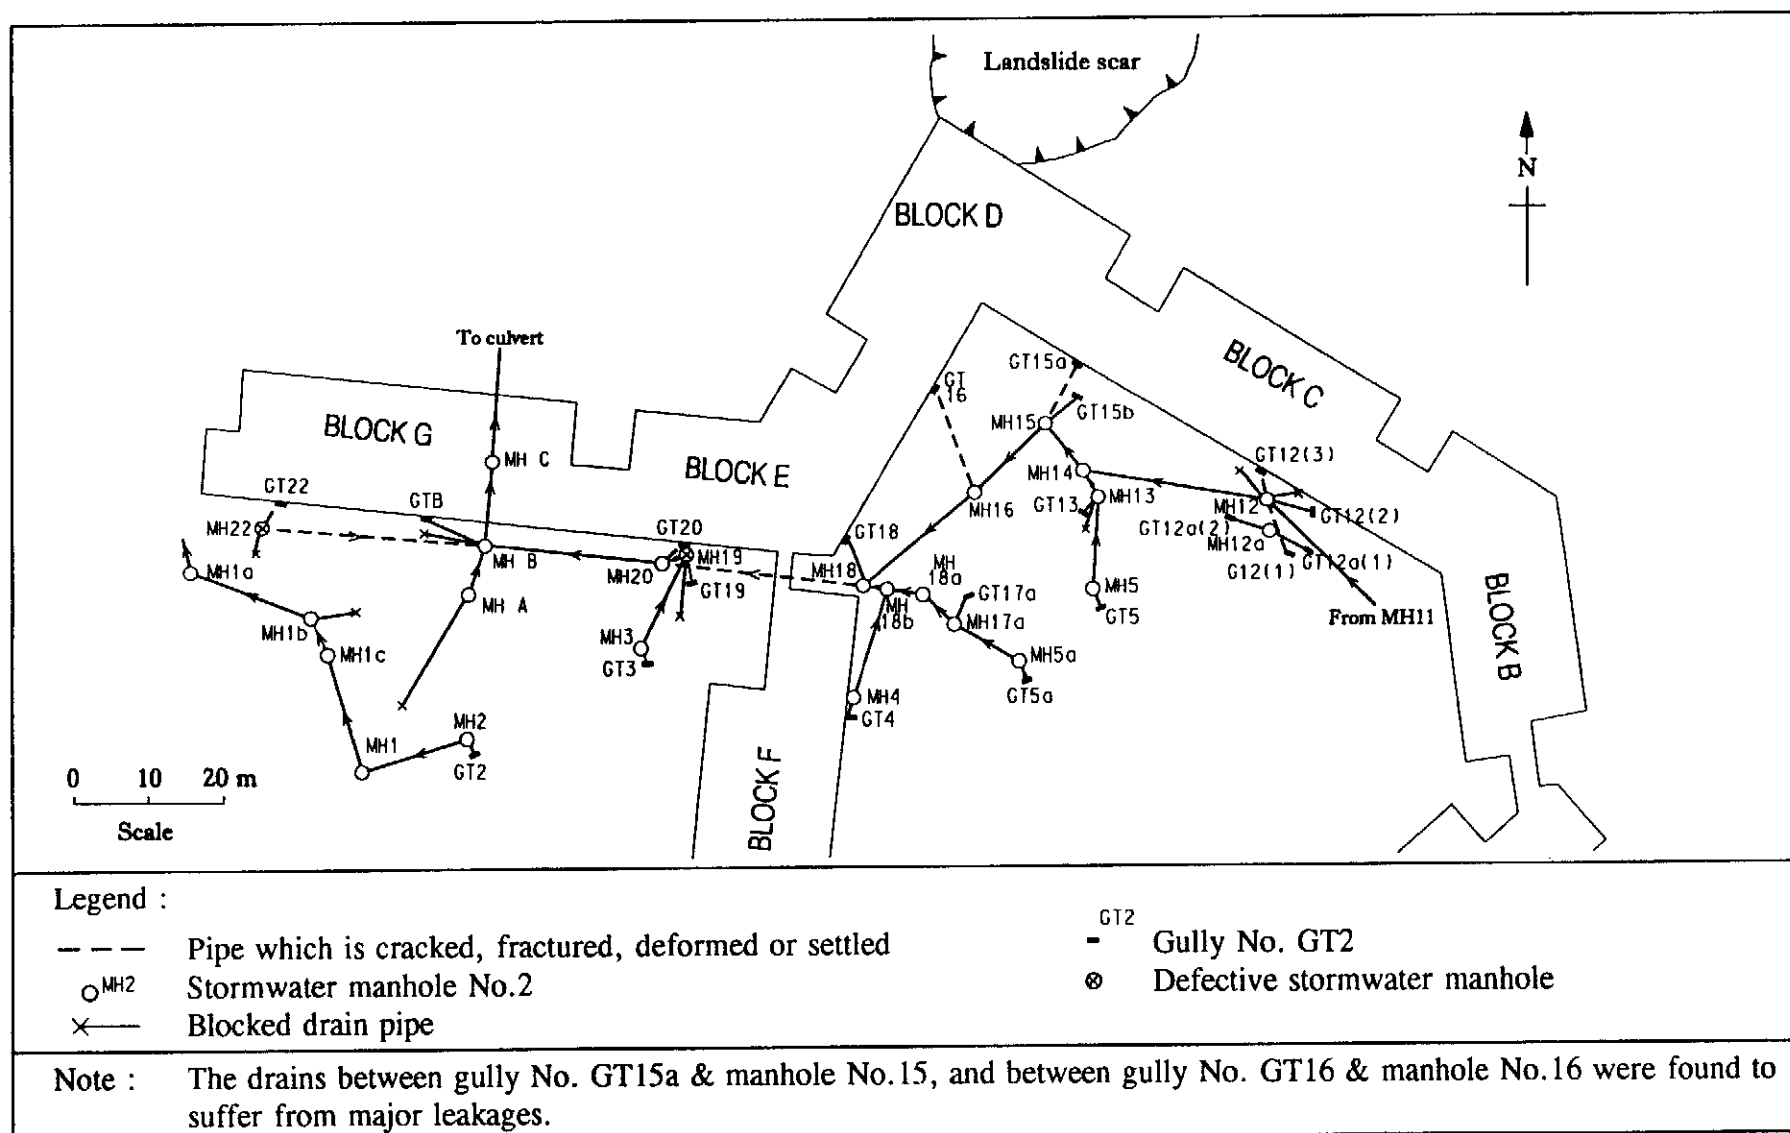 Landslide scar
N
BLOCK D
To culvert
BLOCK C
GT15a
GT
16
GT15b
BLOCK G
MH15
MH C
BLOCK E
GT12(3)
MH14
GT22
GTB
MH16
GT13
MH13
MH12
GT12(2)
MH22
GT20
GT18
GT12a(2)
MH12a
MH B
MH19
MH20
MH18
MH
18a
G12(1)
GT12a(1)
MH1a
GT19
MH
18b
GT17a
MH5
BLOCK B
MH A
GT5
From MH11
MH1b
MH17a
MH3
GT3
MH1c
MH5a
GT5a
MH4
GT4
MH2
MH1
GT2
BLOCK F
0 10 20 m
Scale
Legend :
Pipe which is cracked, fractured, deformed or settled
MH2 Stormwater manhole No.2
Blocked drain pipe
GT2
Gully No. GT2
Defective stormwater manhole
Note : The drains between gully No. GT15a & manhole No.15, and between gully No. GT16 & manhole No.16 were found to
suffer from major leakages.